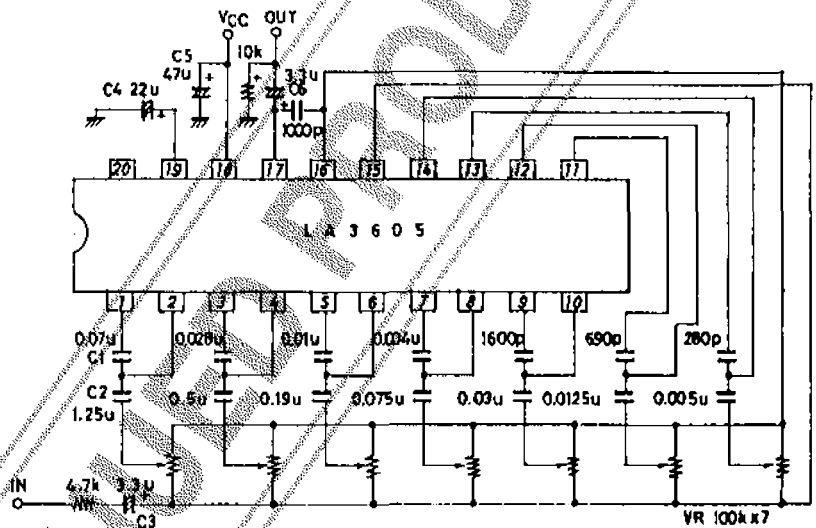 VCC OUT
C5 10k
47u + + 3.3u
C4 22u C6
+ 1000p
20 19 18 17 16 15 14 13 12 11
LA3605
1 2 3 4 5 6 7 8 9 10
0.07u 0.028u 0.01u 0.034u 1600p 690p 280p
C1
C2 0.5u 0.19u 0.075u 0.03u 0.0125u 0.005u
1.25u
IN 4.7k 3.3u
C3 VR 100k×7